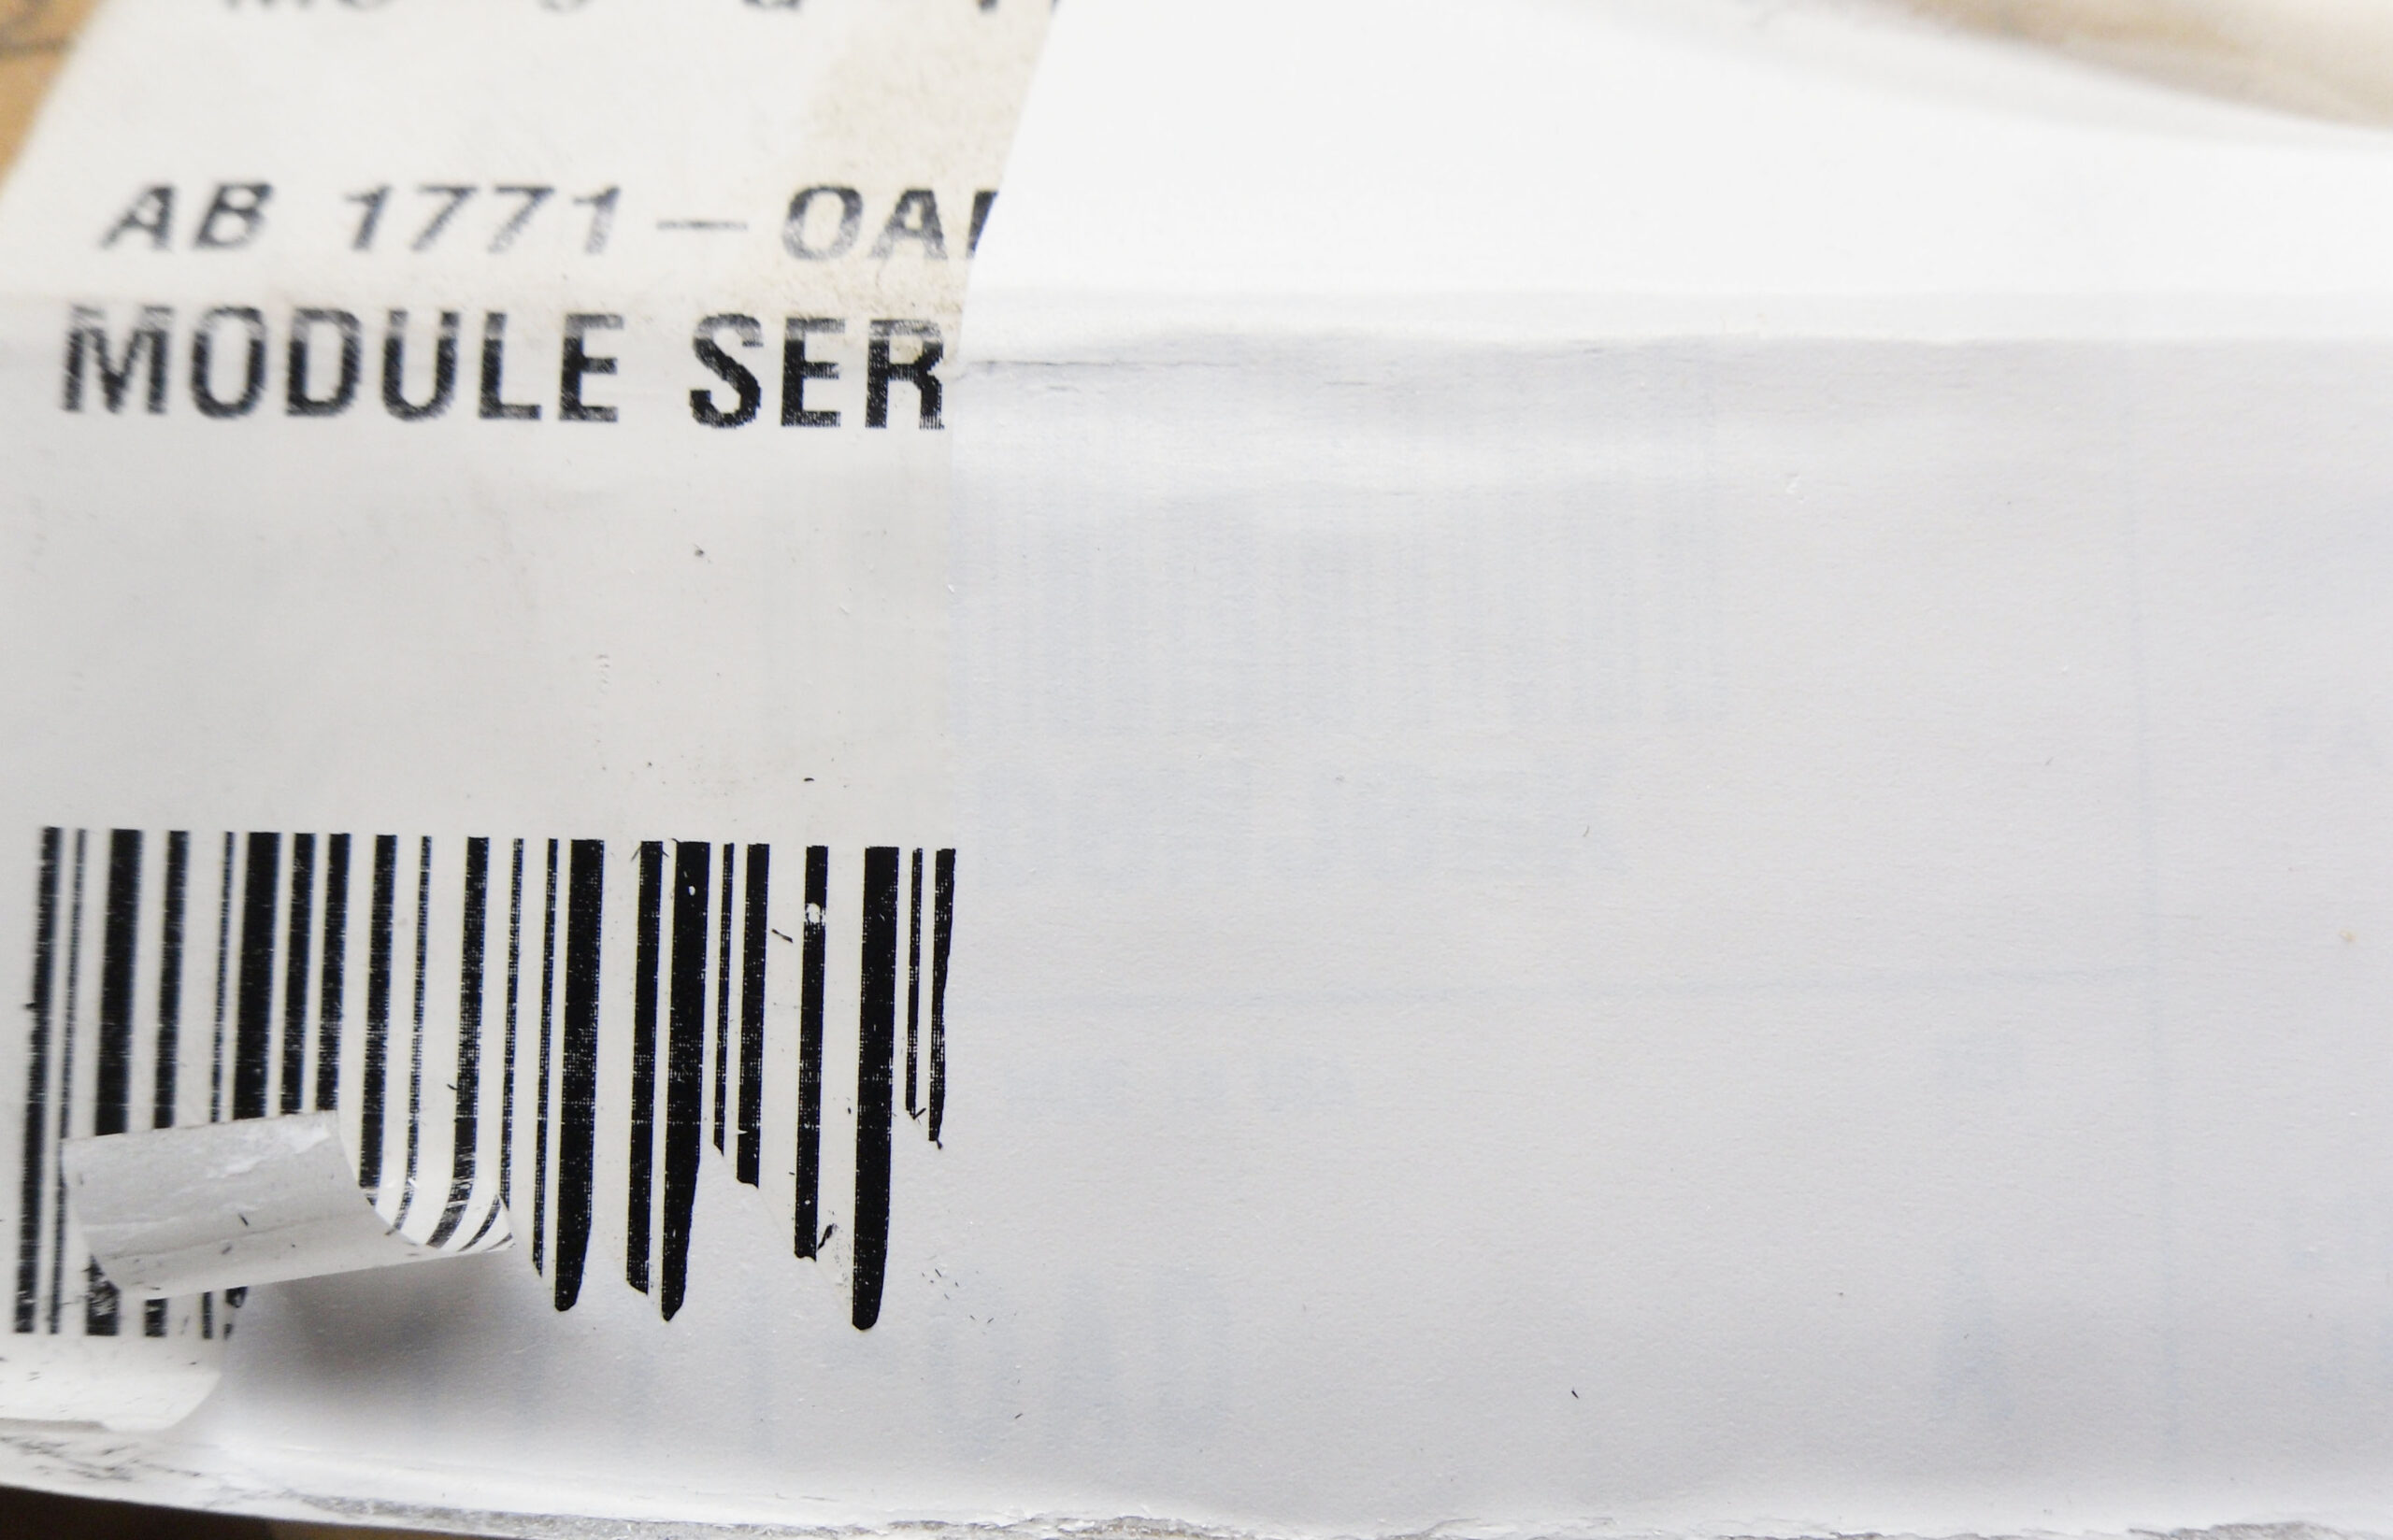 AB 1771-OA
MODULE SER